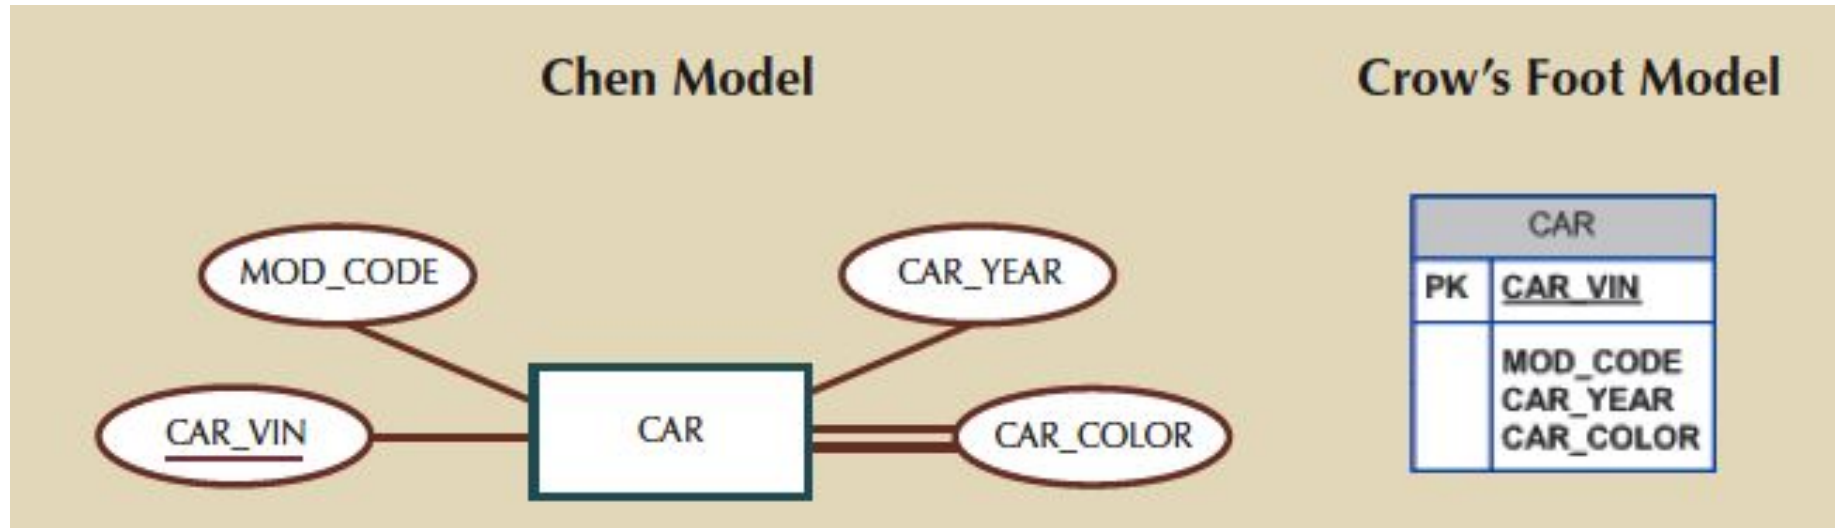 Chen Model
Crow's Foot Model
MOD_CODE
CAR_YEAR
CAR_VIN
CAR
CAR_COLOR
CAR
PK CAR_VIN
MOD_CODE
CAR_YEAR
CAR_COLOR